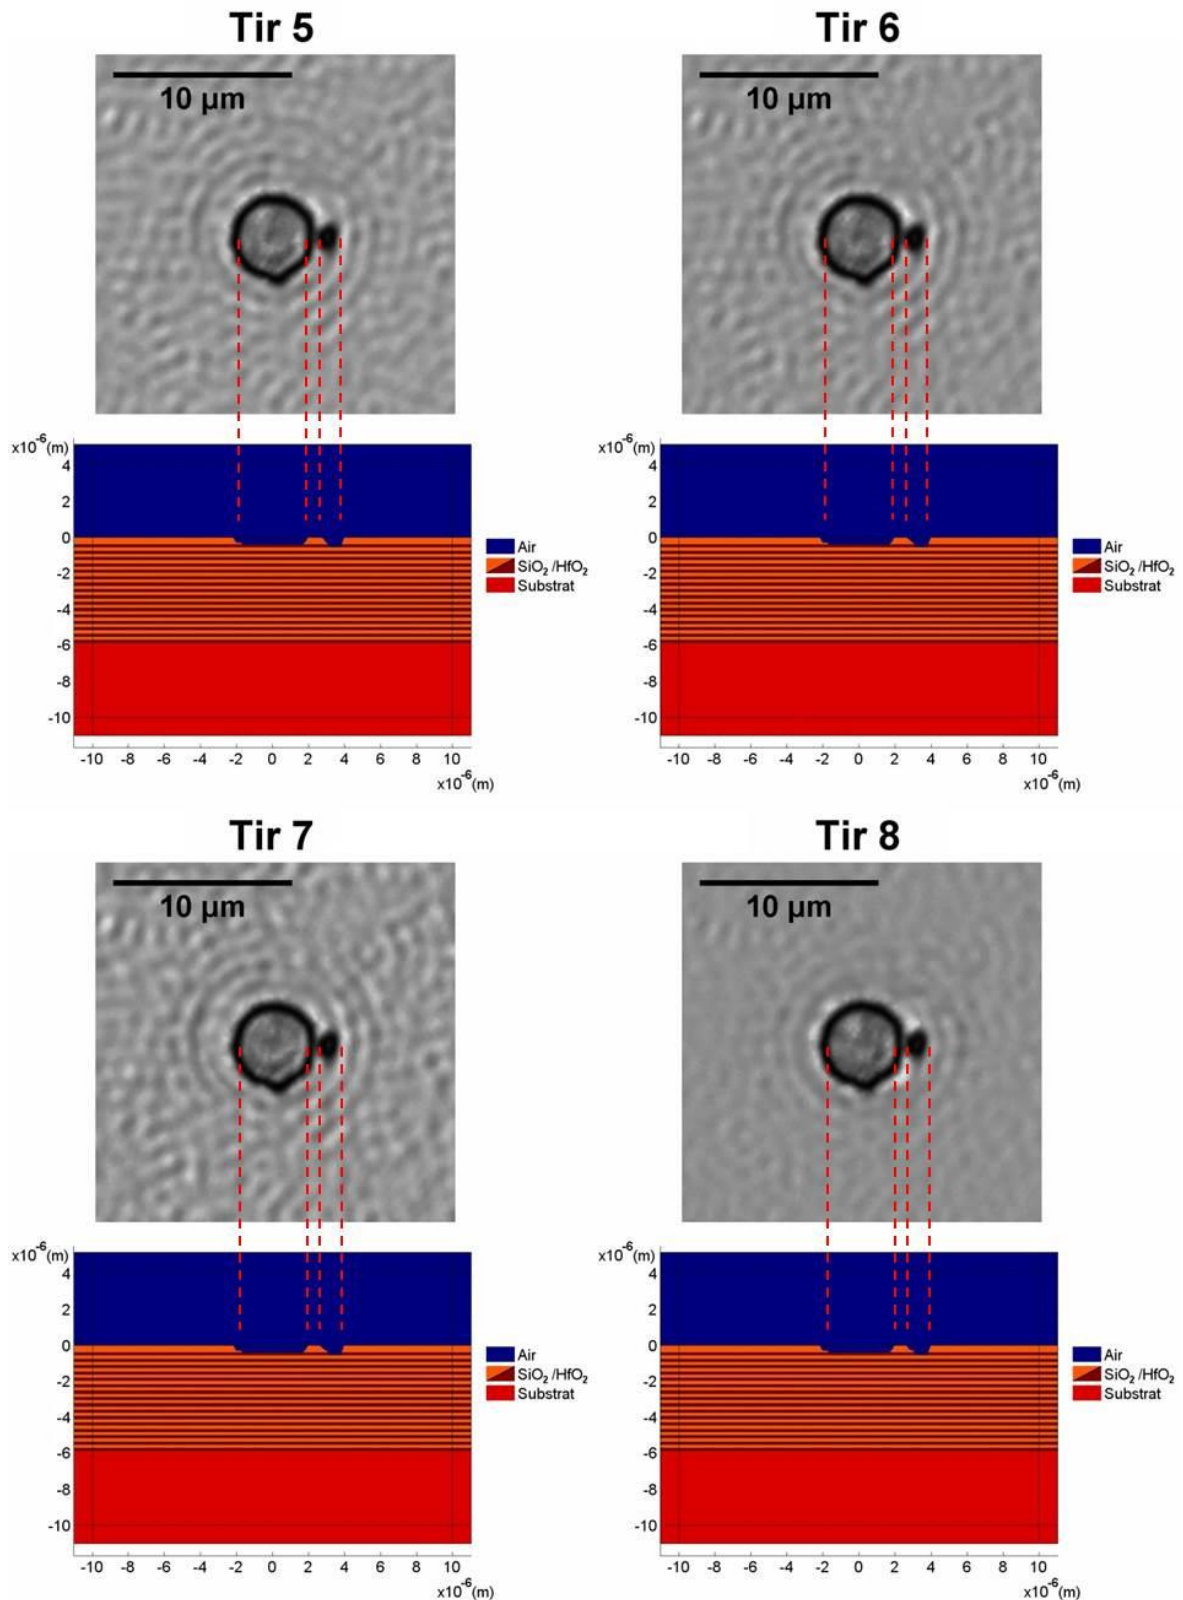 Tir 5
Tir 6
10 µm
10 µm
x10⁻⁶(m)
4
2
0
-2
-4
-6
-8
-10
-10 -8 -6 -4 -2 0 2 4 6 8 10
x10⁻⁶(m)
Air
SiO₂ /HfO₂
Substrat
x10⁻⁶(m)
4
2
0
-2
-4
-6
-8
-10
-10 -8 -6 -4 -2 0 2 4 6 8 10
x10⁻⁶(m)
Air
SiO₂ /HfO₂
Substrat
Tir 7
Tir 8
10 µm
10 µm
x10⁻⁶(m)
4
2
0
-2
-4
-6
-8
-10
-10 -8 -6 -4 -2 0 2 4 6 8 10
x10⁻⁶(m)
Air
SiO₂ /HfO₂
Substrat
x10⁻⁶(m)
4
2
0
-2
-4
-6
-8
-10
-10 -8 -6 -4 -2 0 2 4 6 8 10
x10⁻⁶(m)
Air
SiO₂ /HfO₂
Substrat